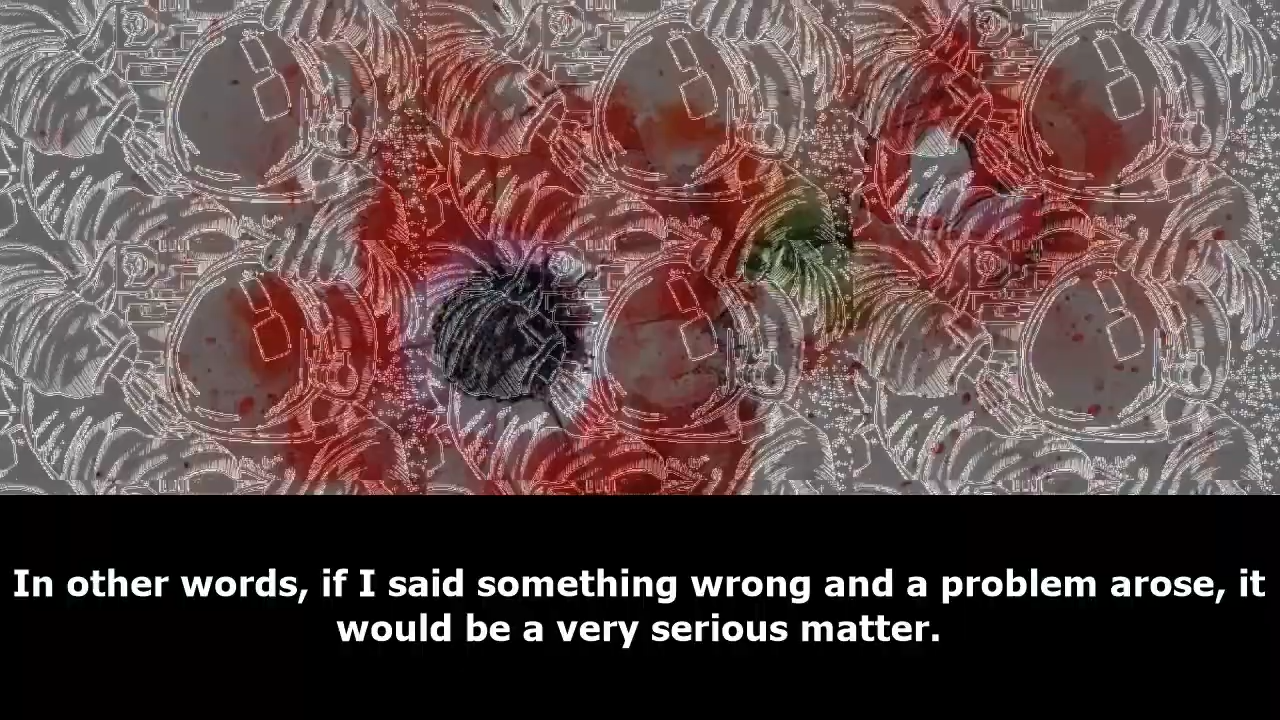 In other words, if I said something wrong and a problem arose, it
would be a very serious matter.